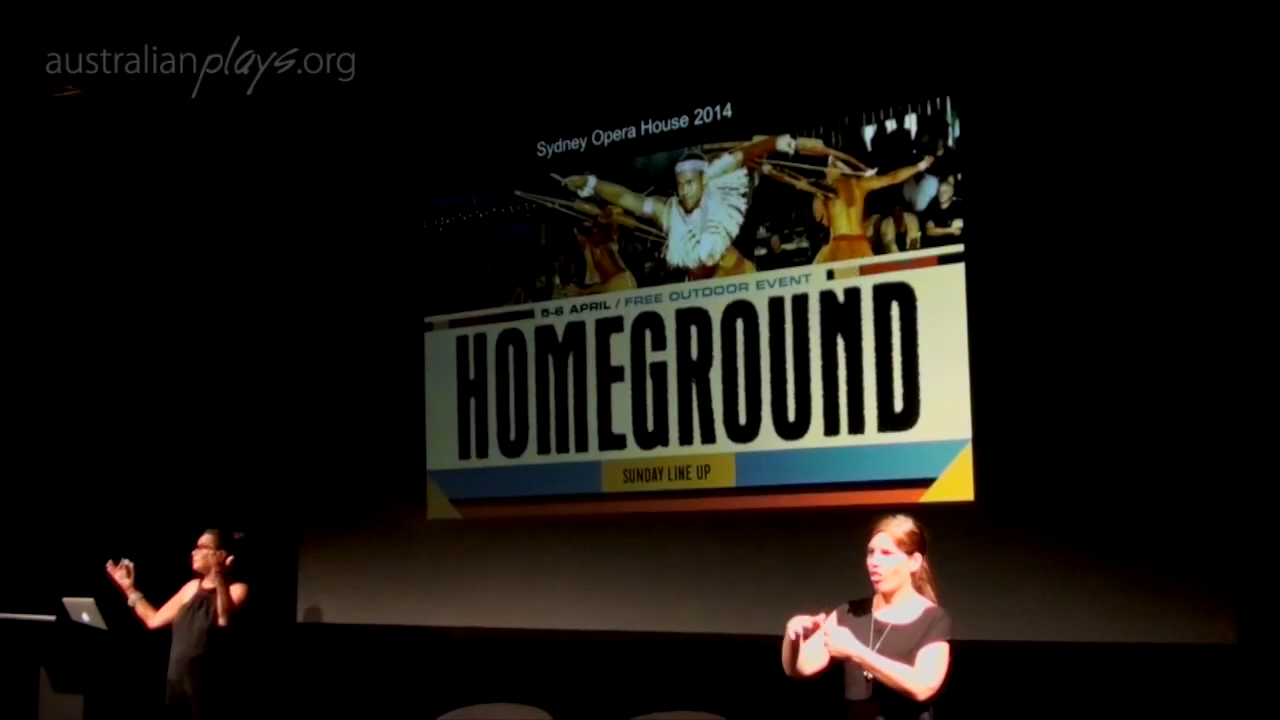 australianplays.org
Sydney Opera House 2014
5-6 APRIL / FREE OUTDOOR EVENT
HOMEGROUND
SUNDAY LINE UP